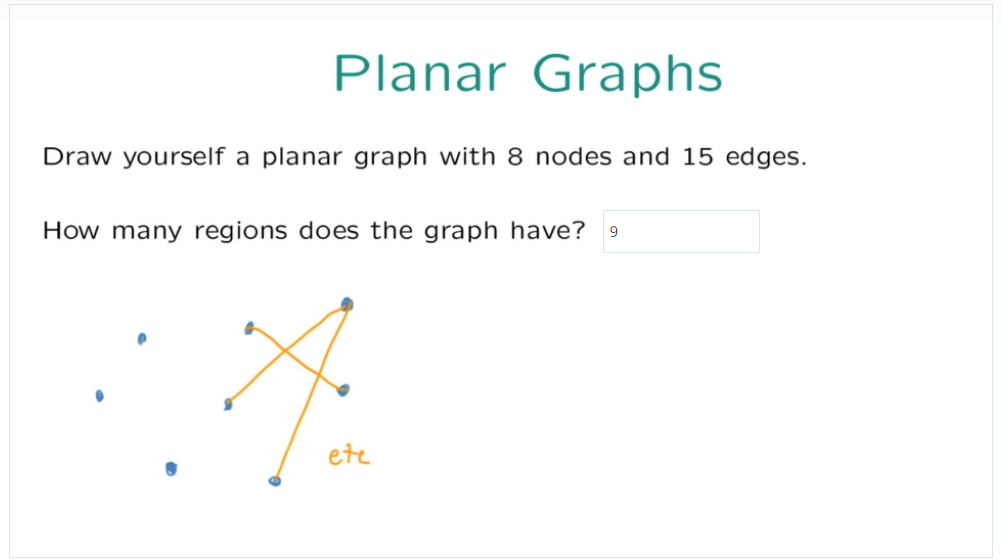 Planar Graphs
Draw yourself a planar graph with 8 nodes and 15 edges.
How many regions does the graph have? 9
etc